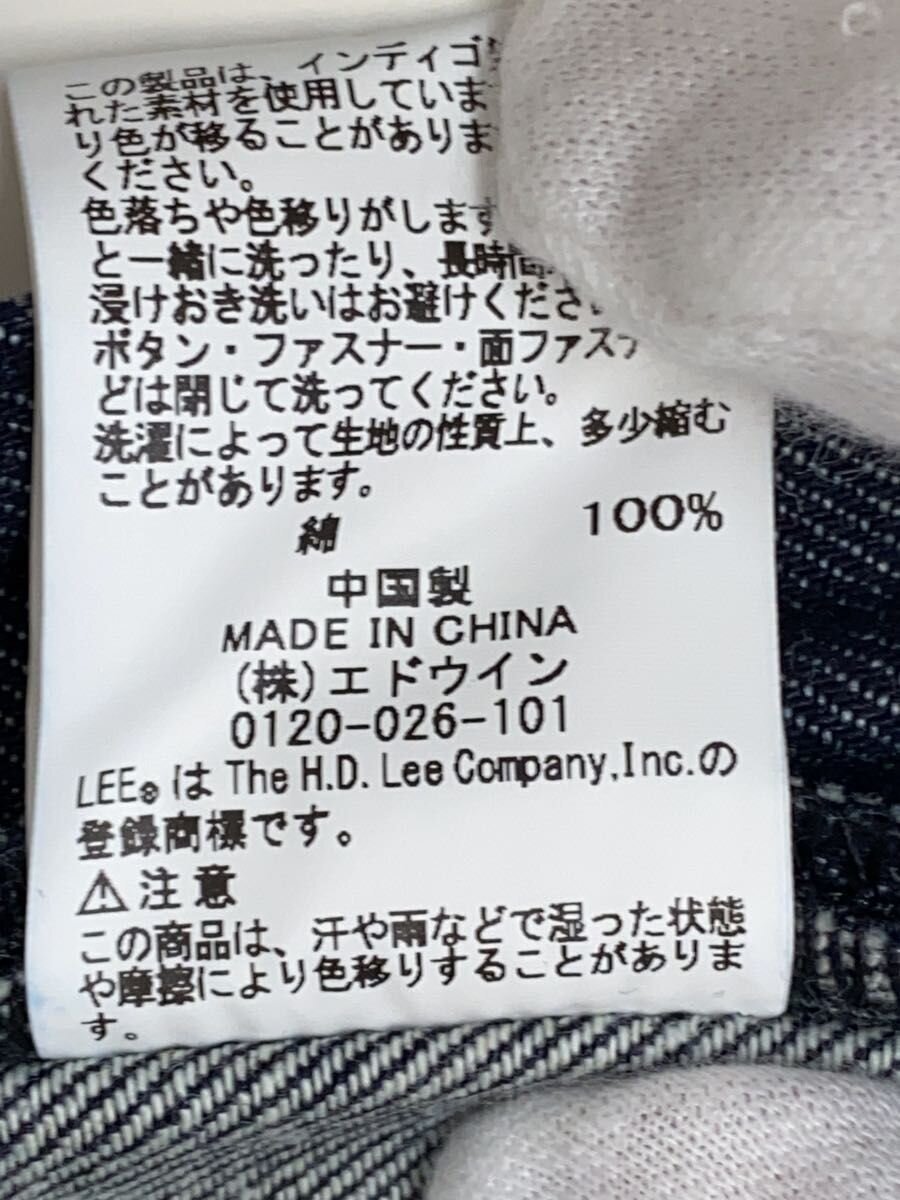 この製品は、インディゴ
れた素材を使用していま
り色が移ることがありま
ください。
色落ちや色移りがします
と一緒に洗ったり、長時間
浸けおき洗いはお避けくださ
ボタン・ファスナー・面ファスナ
どは閉じて洗ってください。
洗濯によって生地の性質上、多少縮む
ことがあります。
綿 100%
中国製
MADE IN CHINA
(株)エドウイン
0120-026-101
LEE®は The H.D. Lee Company,Inc.の
登録商標です。
⚠注意
この商品は、汗や雨などで湿った状態
や摩擦により色移りすることがありま
す。